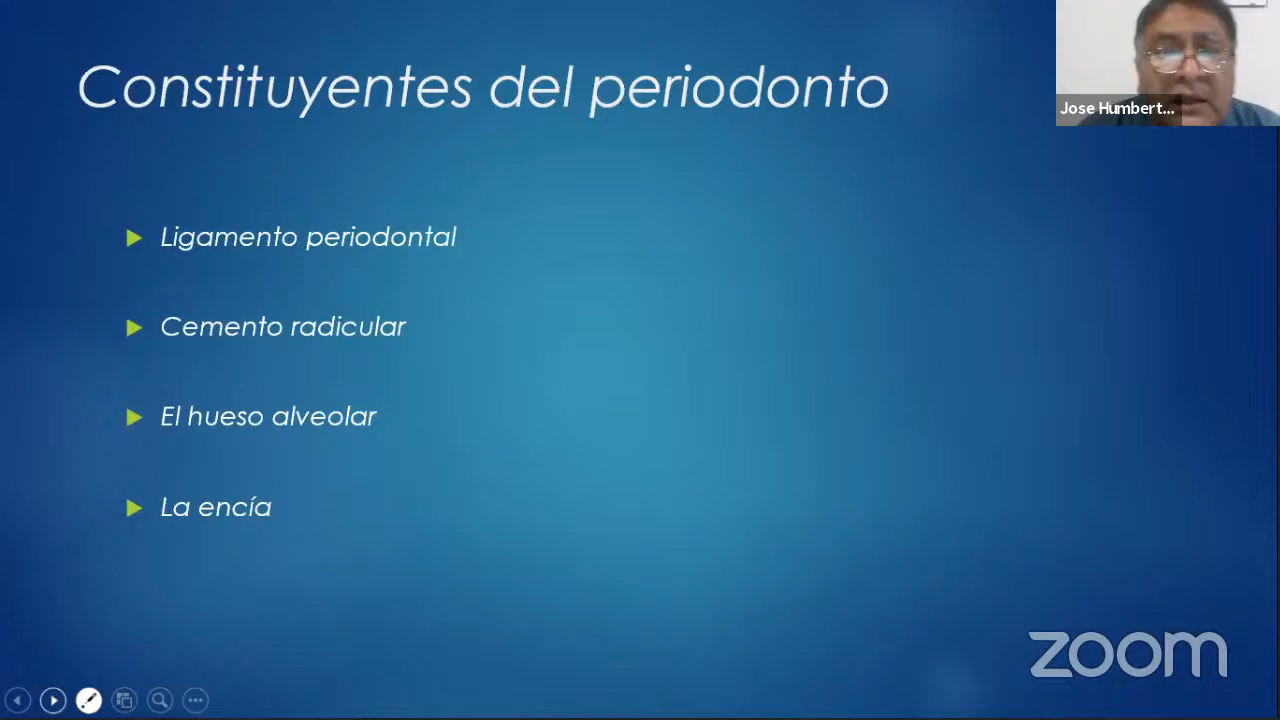 Constituyentes del periodonto
Jose Humbert...
Ligamento periodontal
Cemento radicular
El hueso alveolar
La encía
zoom